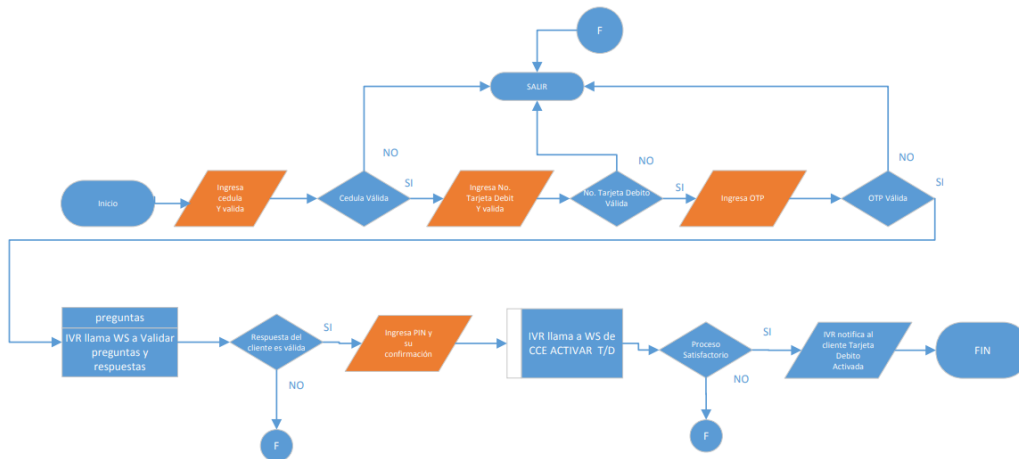 F
SALIR
NO
NO
NO
Inicio
Ingresa
cedula
Y valida
Cedula Válida
SI
Ingresa No.
Tarjeta Debit
Y valida
No. Tarjeta Debito
Válida
SI
Ingresa OTP
OTP Válida
SI
preguntas
IVR llama WS a Validar
preguntas y
respuestas
Respuesta del
cliente es válida
SI
NO
F
Ingresa PIN y
su
confirmación
IVR llama a WS de
CCE ACTIVAR T/D
Proceso
Satisfactorio
SI
NO
F
IVR notifica al
cliente Tarjeta
Debito
Activada
FIN